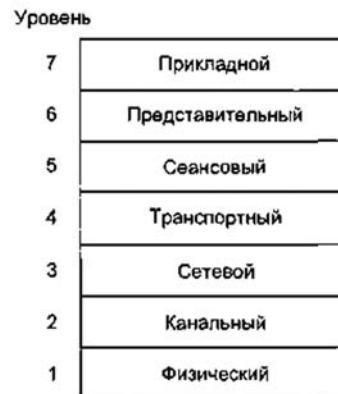 Уровень
7 Прикладной
6 Представительный
5 Сеансовый
4 Транспортный
3 Сетевой
2 Канальный
1 Физический